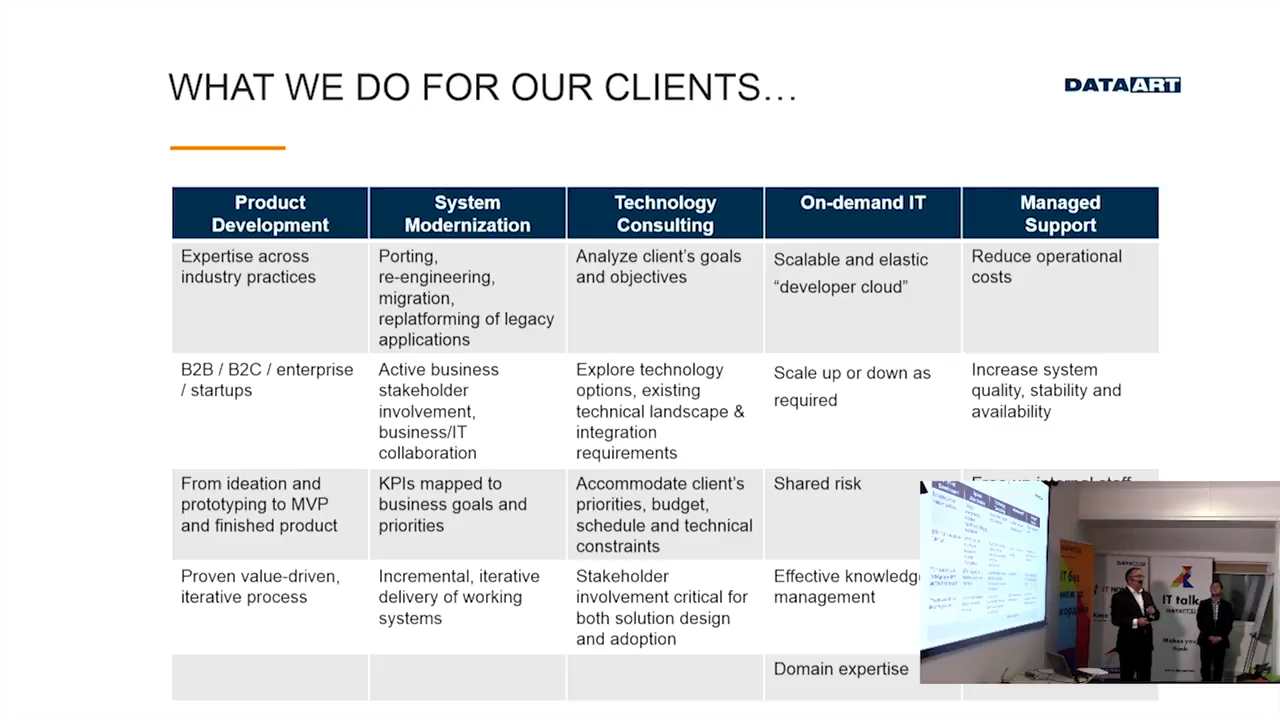 WHAT WE DO FOR OUR CLIENTS…
DATAART
Product
Development
System
Modernization
Technology
Consulting
On-demand IT
Managed
Support
Expertise across
industry practices
Porting,
re-engineering,
migration,
replatforming of legacy
applications
Analyze client's goals
and objectives
Scalable and elastic
“developer cloud”
Reduce operational
costs
B2B / B2C / enterprise
/ startups
Active business
stakeholder
involvement,
business/IT
collaboration
Explore technology
options, existing
technical landscape &
integration
requirements
Scale up or down as
required
Increase system
quality, stability and
availability
From ideation and
prototyping to MVP
and finished product
KPIs mapped to
business goals and
priorities
Accommodate client's
priorities, budget,
schedule and technical
constraints
Shared risk
Proven value-driven,
iterative process
Incremental, iterative
delivery of working
systems
Stakeholder
involvement critical for
both solution design
and adoption
Effective
management
Domain expertise
IT talk
DATAART
Makes you
think